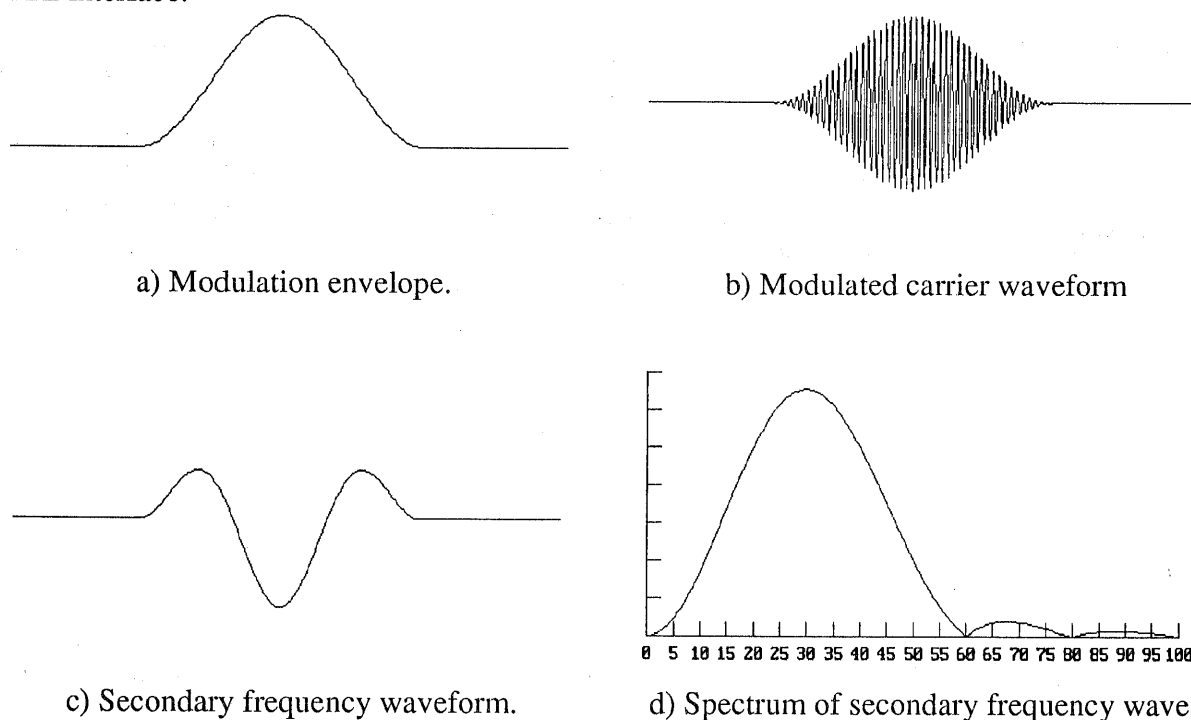 a) Modulation envelope.
b) Modulated carrier waveform
c) Secondary frequency waveform.
0 5 10 15 20 25 30 35 40 45 50 55 60 65 70 75 80 85 90 95 100
d) Spectrum of secondary frequency wave